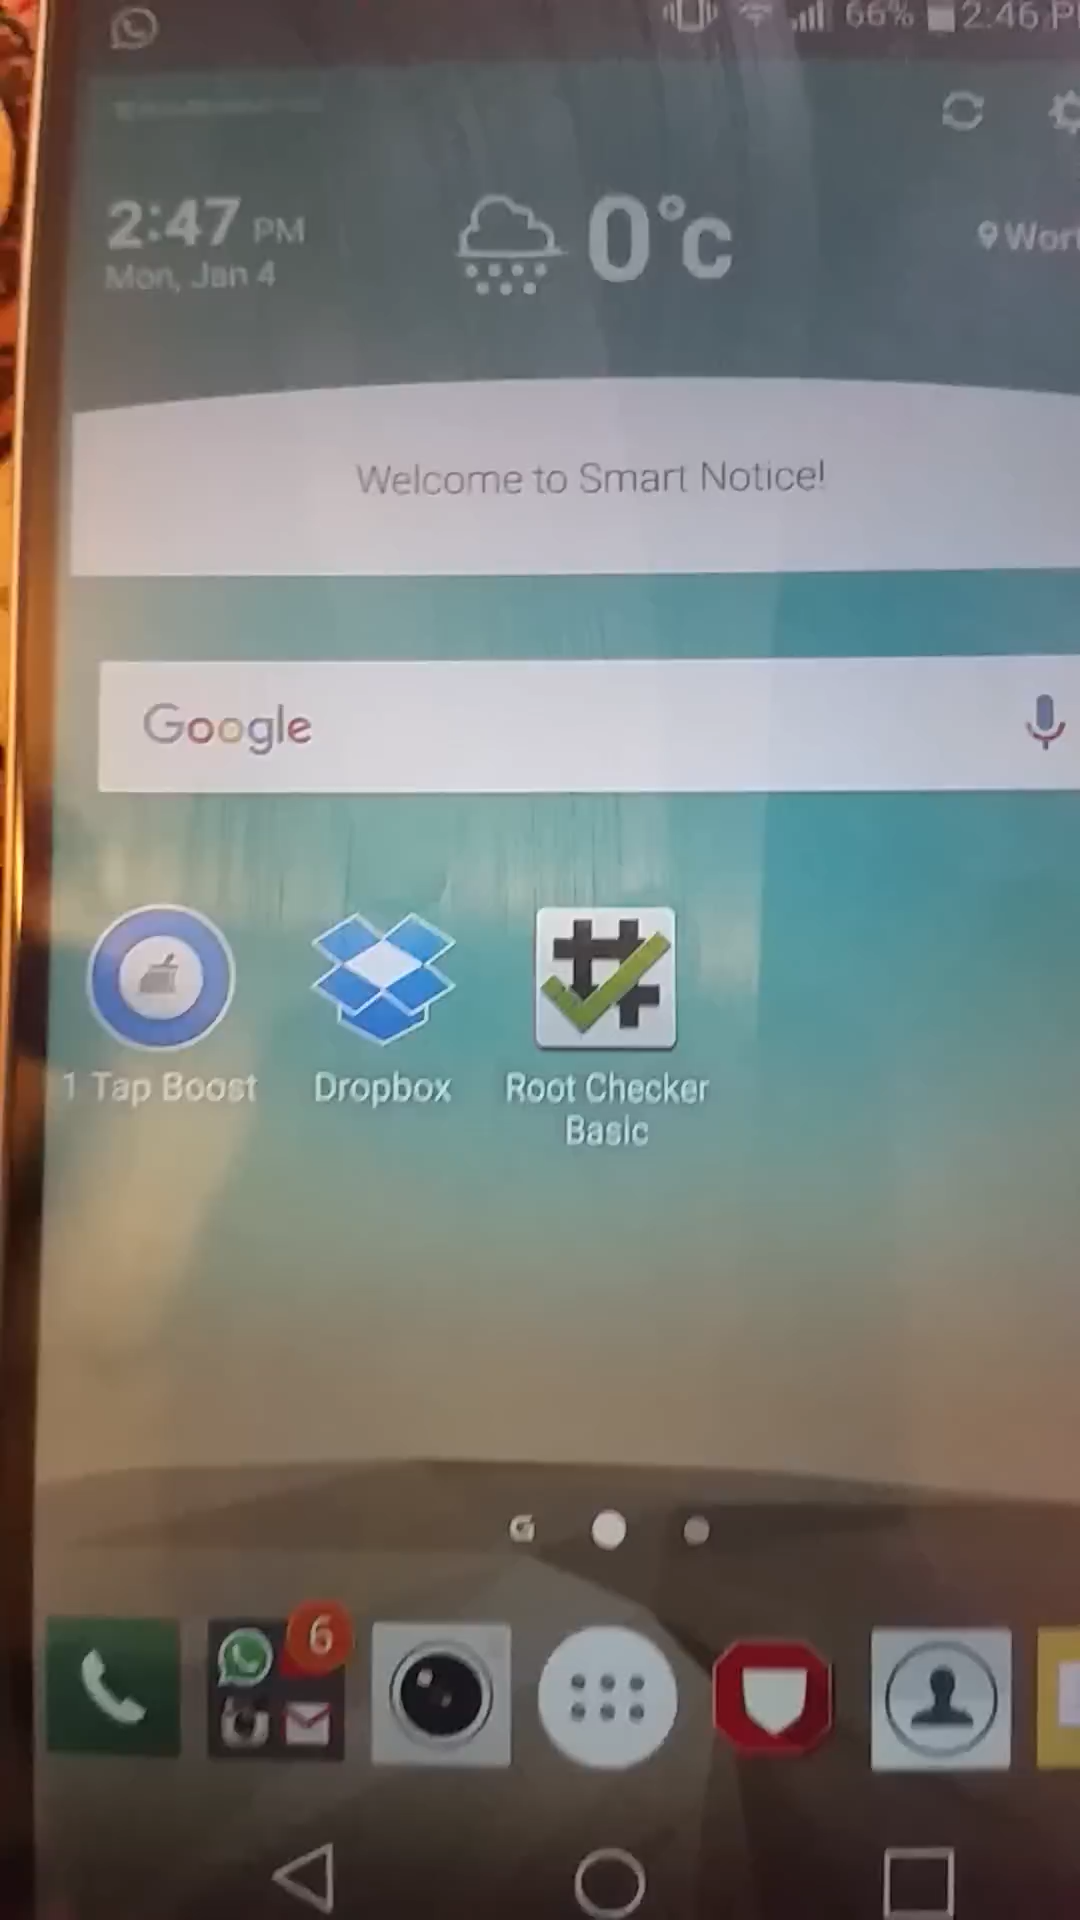 66% 2:46
2:47 PM
Mon, Jan 4
0°c
Welcome to Smart Notice!
Google
1 Tap Boost
Dropbox
Root Checker
Basic
G
6